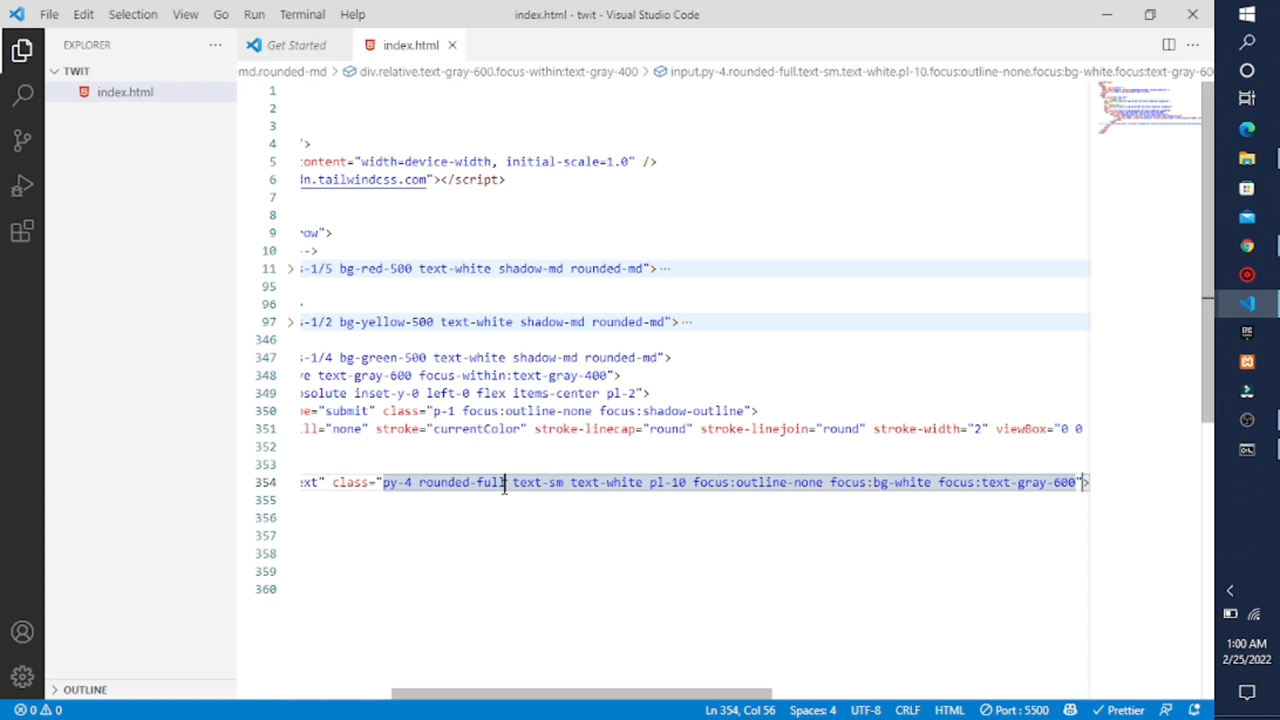 File Edit Selection View Go Run Terminal Help index.html - twit - Visual Studio Code
EXPLORER ··· Get Started index.html
TWIT md.rounded-md > div.relative.text-gray-600.focus-within:text-gray-400 > input.py-4.rounded-full.text-sm.text-white.pl-10.focus:outline-none.focus:bg-white.focus:text-gray-600
index.html
1
2
3
4 ">
5 content="width=device-width, initial-scale=1.0" />
6 dn.tailwindcss.com"></script>
7
8
9 row">
10 -->
11 s-1/5 bg-red-500 text-white shadow-md rounded-md">···
95
96
97 s-1/2 bg-yellow-500 text-white shadow-md rounded-md">···
346
347 s-1/4 bg-green-500 text-white shadow-md rounded-md">
348 ve text-gray-600 focus-within:text-gray-400">
349 bsolute inset-y-0 left-0 flex items-center pl-2">
350 pe="submit" class="p-1 focus:outline-none focus:shadow-outline">
351 ill="none" stroke="currentColor" stroke-linecap="round" stroke-linejoin="round" stroke-width="2" viewBox="0 0
352
353
354 ext" class="py-4 rounded-full text-sm text-white pl-10 focus:outline-none focus:bg-white focus:text-gray-600">
355
356
357
358
359
360
1:00 AM
2/25/2022
OUTLINE
0 0 Ln 354, Col 56 Spaces: 4 UTF-8 CRLF HTML Port : 5500 Prettier